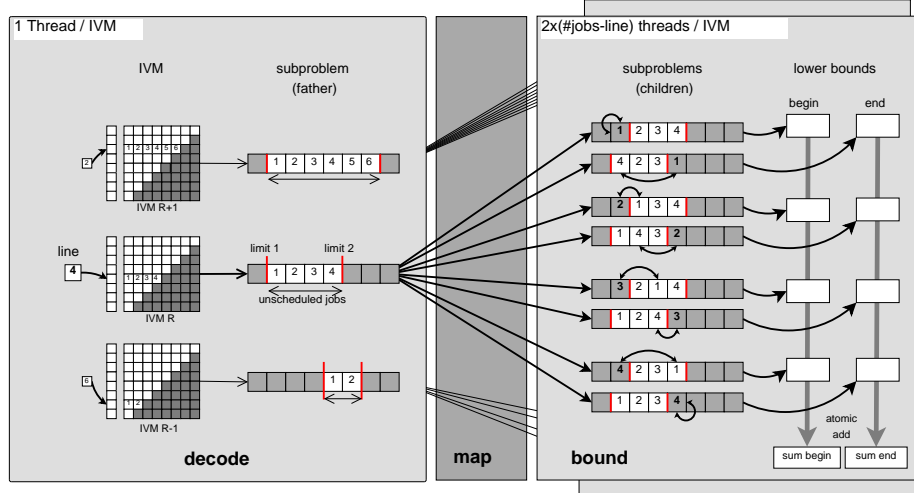 1 Thread / IVM
2x(#jobs-line) threads / IVM
IVM
subproblem
(father)
subproblems
(children)
lower bounds
begin
end
2
1 2 3 4 5 6
IVM R+1
1 2 3 4 5 6
line
4
1 2 3 4
IVM R
limit 1
limit 2
1 2 3 4
unscheduled jobs
6
1 2
IVM R-1
1 2
1 2 3 4
4 2 3 1
2 1 3 4
1 4 3 2
3 2 1 4
1 2 4 3
4 2 3 1
1 2 3 4
atomic
add
sum begin
sum end
decode
map
bound